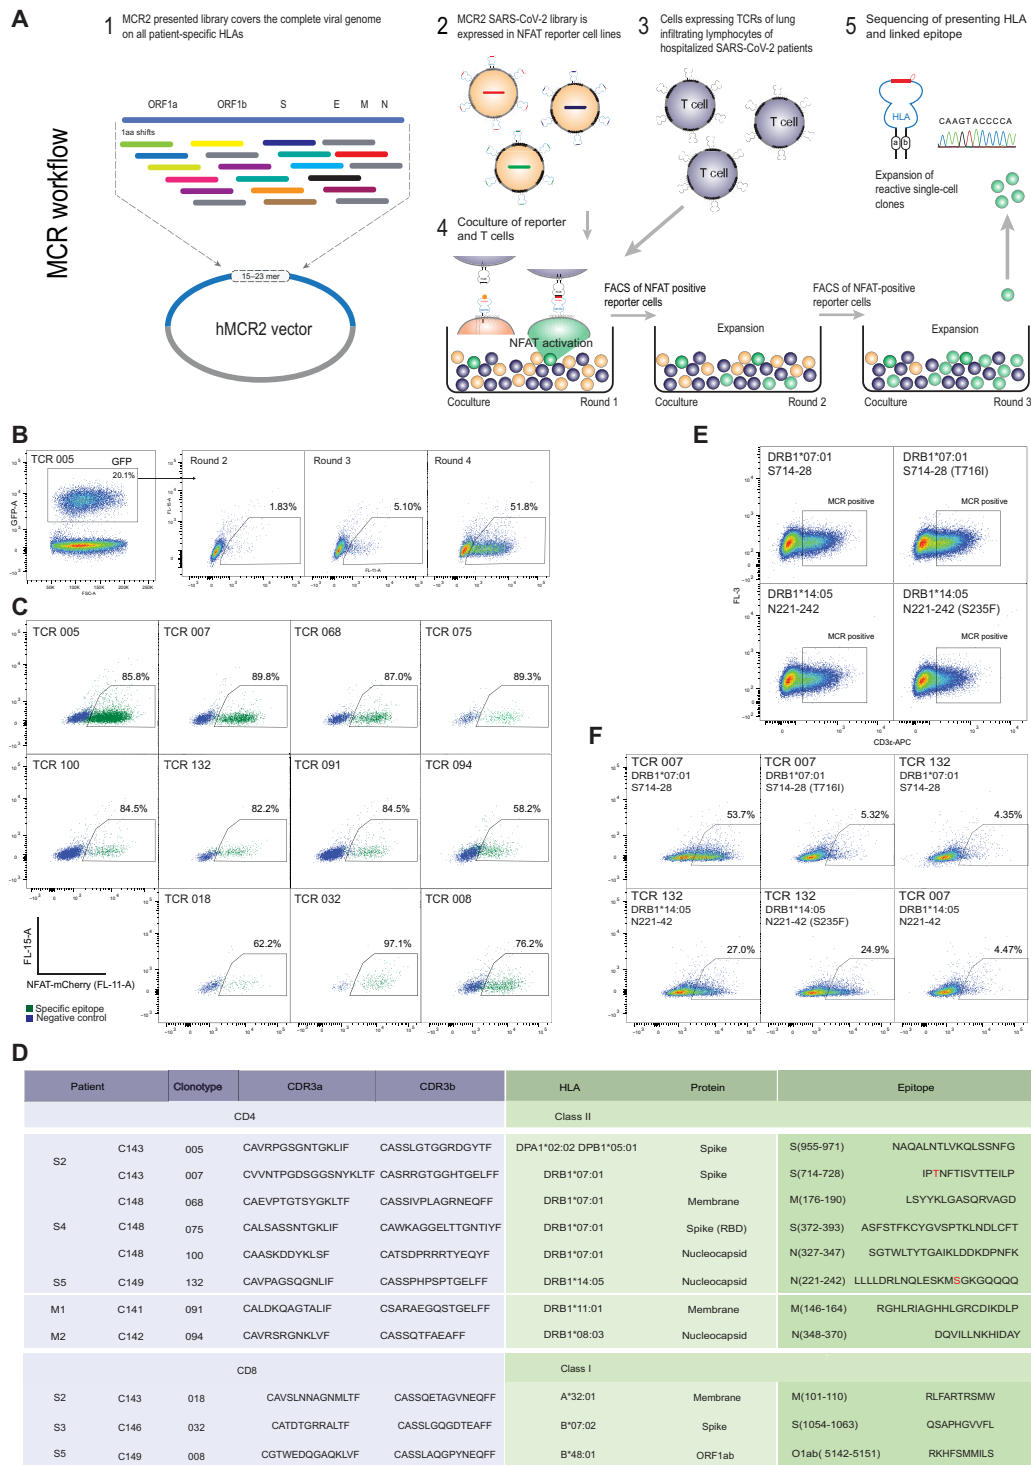 A
MCR workflow
1 MCR2 presented library covers the complete viral genome
on all patient-specific HLAs
ORF1a ORF1b S E M N
1aa shifts
15–23 mer
hMCR2 vector
2 MCR2 SARS-CoV-2 library is
expressed in NFAT reporter cell lines
3 Cells expressing TCRs of lung
infiltrating lymphocytes of
hospitalized SARS-CoV-2 patients
T cell
T cell
T cell
4 Coculture of reporter
and T cells
NFAT activation
Coculture Round 1
FACS of NFAT positive
reporter cells
Expansion
Coculture Round 2
FACS of NFAT-positive
reporter cells
Expansion
Coculture Round 3
5 Sequencing of presenting HLA
and linked epitope
HLA
a b
CAAGTACCCCA
Expansion of
reactive single-cell
clones
B
TCR 005 GFP
20.1%
GFP-A
FSC-A
50K 100K 150K 200K 250K
Round 2
1.83%
Round 3
5.10%
Round 4
51.8%
FL-15-A
FL-11-A
C
TCR 005
85.8%
TCR 007
89.8%
TCR 068
87.0%
TCR 075
89.3%
TCR 100
84.5%
TCR 132
82.2%
TCR 091
84.5%
TCR 094
58.2%
TCR 018
62.2%
TCR 032
97.1%
TCR 008
76.2%
FL-15-A
NFAT-mCherry (FL-11-A)
Specific epitope
Negative control
E
DRB1*07:01
S714-28
MCR positive
DRB1*07:01
S714-28 (T716I)
MCR positive
DRB1*14:05
N221-242
MCR positive
DRB1*14:05
N221-242 (S235F)
MCR positive
FL-3
CD3ε-APC
F
TCR 007
DRB1*07:01
S714-28
53.7%
TCR 007
DRB1*07:01
S714-28 (T716I)
5.32%
TCR 132
DRB1*07:01
S714-28
4.35%
TCR 132
DRB1*14:05
N221-42
27.0%
TCR 132
DRB1*14:05
N221-42 (S235F)
24.9%
TCR 007
DRB1*14:05
N221-42
4.47%
D
Patient Clonotype CDR3a CDR3b HLA Protein Epitope
CD4 Class II
S2 C143 005 CAVRPGSGNTGKLIF CASSLGTGGRDGYTF DPA1*02:02 DPB1*05:01 Spike S(955-971) NAQALNTLVKQLSSNFG
C143 007 CVVNTPGDSGGSNYKLTF CASRRGTGGHTGELFF DRB1*07:01 Spike S(714-728) IPTNFTISVTTEILP
C148 068 CAEVPTGTSYGKLTF CASSIVPLAGRNEQFF DRB1*07:01 Membrane M(176-190) LSYYKLGASQRVAGD
S4 C148 075 CALSASSNTGKLIF CAWKAGGELTTGNTIYF DRB1*07:01 Spike (RBD) S(372-393) ASFSTFKCYGVSPTKLNDLCFT
C148 100 CAASKDDYKLSF CATSDPRRRTYEQYF DRB1*07:01 Nucleocapsid N(327-347) SGTWLTYTGAIKLDDKDPNFK
S5 C149 132 CAVPAGSQGNLIF CASSPHPSPTGELFF DRB1*14:05 Nucleocapsid N(221-242) LLLLDRLNQLESKMSGKGQQQQ
M1 C141 091 CALDKQAGTALIF CSARAEGQSTGELFF DRB1*11:01 Membrane M(146-164) RGHLRIAGHHLGRCDIKDLP
M2 C142 094 CAVRSRGNKLVF CASSQTFAEAFF DRB1*08:03 Nucleocapsid N(348-370) DQVILLNKHIDAY
CD8 Class I
S2 C143 018 CAVSLNNAGNMLTF CASSQETAGVNEQFF A*32:01 Membrane M(101-110) RLFARTRSMW
S3 C146 032 CATDTGRRALTF CASSLGQGDTEAFF B*07:02 Spike S(1054-1063) QSAPHGVVFL
S5 C149 008 CGTWEDQGAQKLVF CASSLAQGPYNEQFF B*48:01 ORF1ab O1ab( 5142-5151) RKHFSMMILS